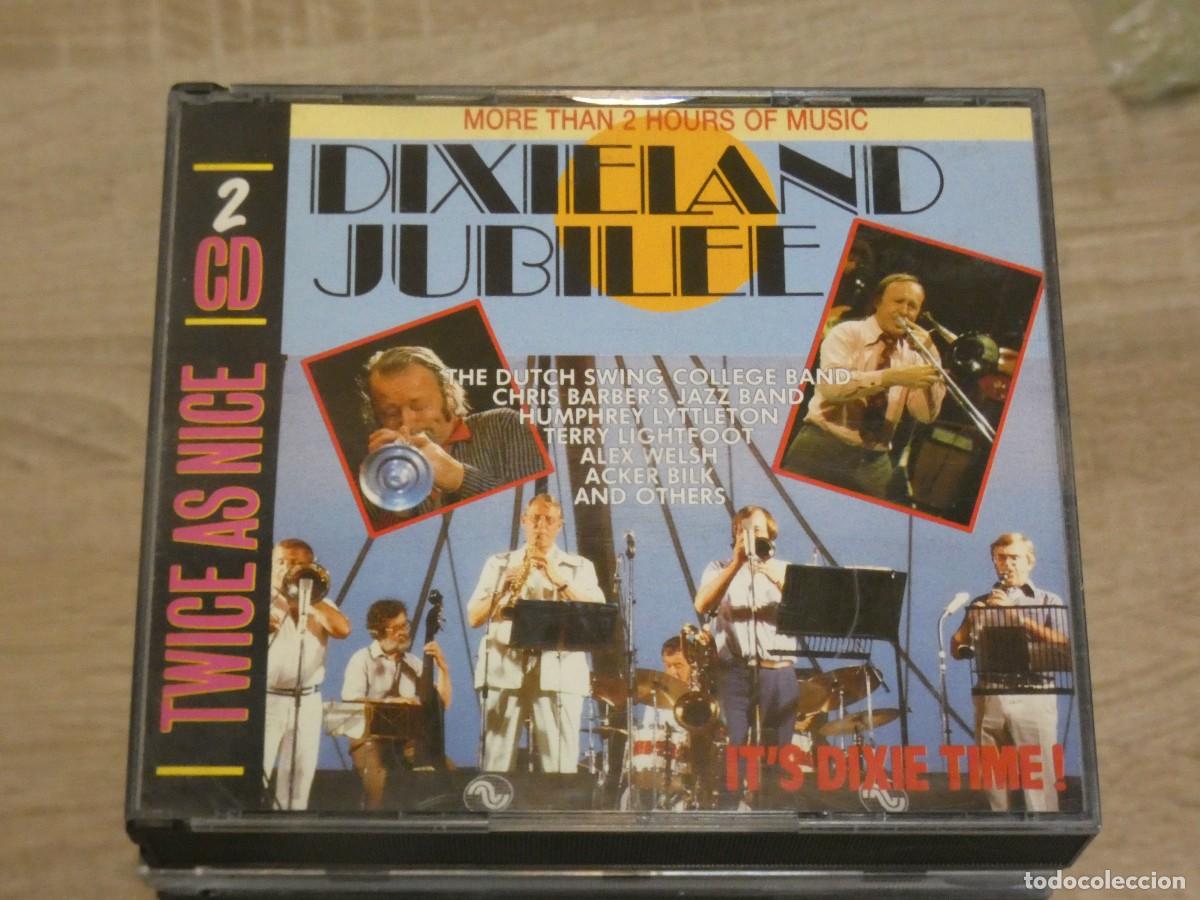 MORE THAN 2 HOURS OF MUSIC
DIXIELAND
JUBILEE
2
CD
TWICE AS NICE
THE DUTCH SWING COLLEGE BAND
CHRIS BARBER'S JAZZ BAND
HUMPHREY LYTTLETON
TERRY LIGHTFOOT
ALEX WELSH
ACKER BILK
AND OTHERS
IT'S DIXIE TIME!
todocoleccion